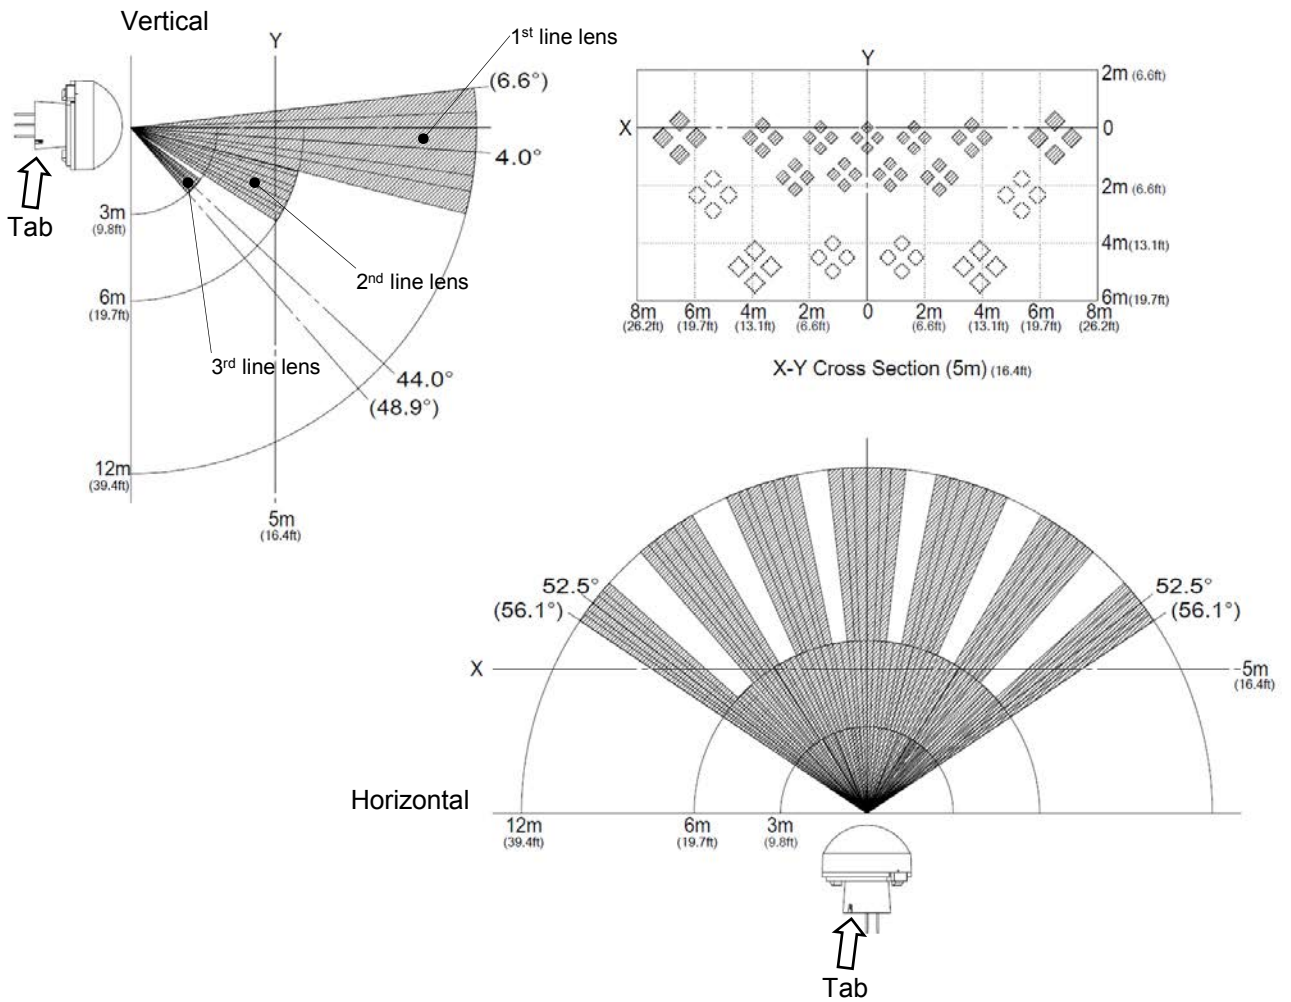 Vertical
Y
1st line lens
(6.6°)
4.0°
Tab
3m
(9.8ft)
6m
(19.7ft)
2nd line lens
3rd line lens
44.0°
(48.9°)
12m
(39.4ft)
5m
(16.4ft)
Y
2m (6.6ft)
X 0
2m (6.6ft)
4m (13.1ft)
6m (19.7ft)
8m 6m 4m 2m 0 2m 4m 6m 8m
(26.2ft) (19.7ft) (13.1ft) (6.6ft) (6.6ft) (13.1ft) (19.7ft) (26.2ft)
X-Y Cross Section (5m) (16.4ft)
52.5° 52.5°
(56.1°) (56.1°)
X 5m
(16.4ft)
Horizontal
12m 6m 3m
(39.4ft) (19.7ft) (9.8ft)
Tab